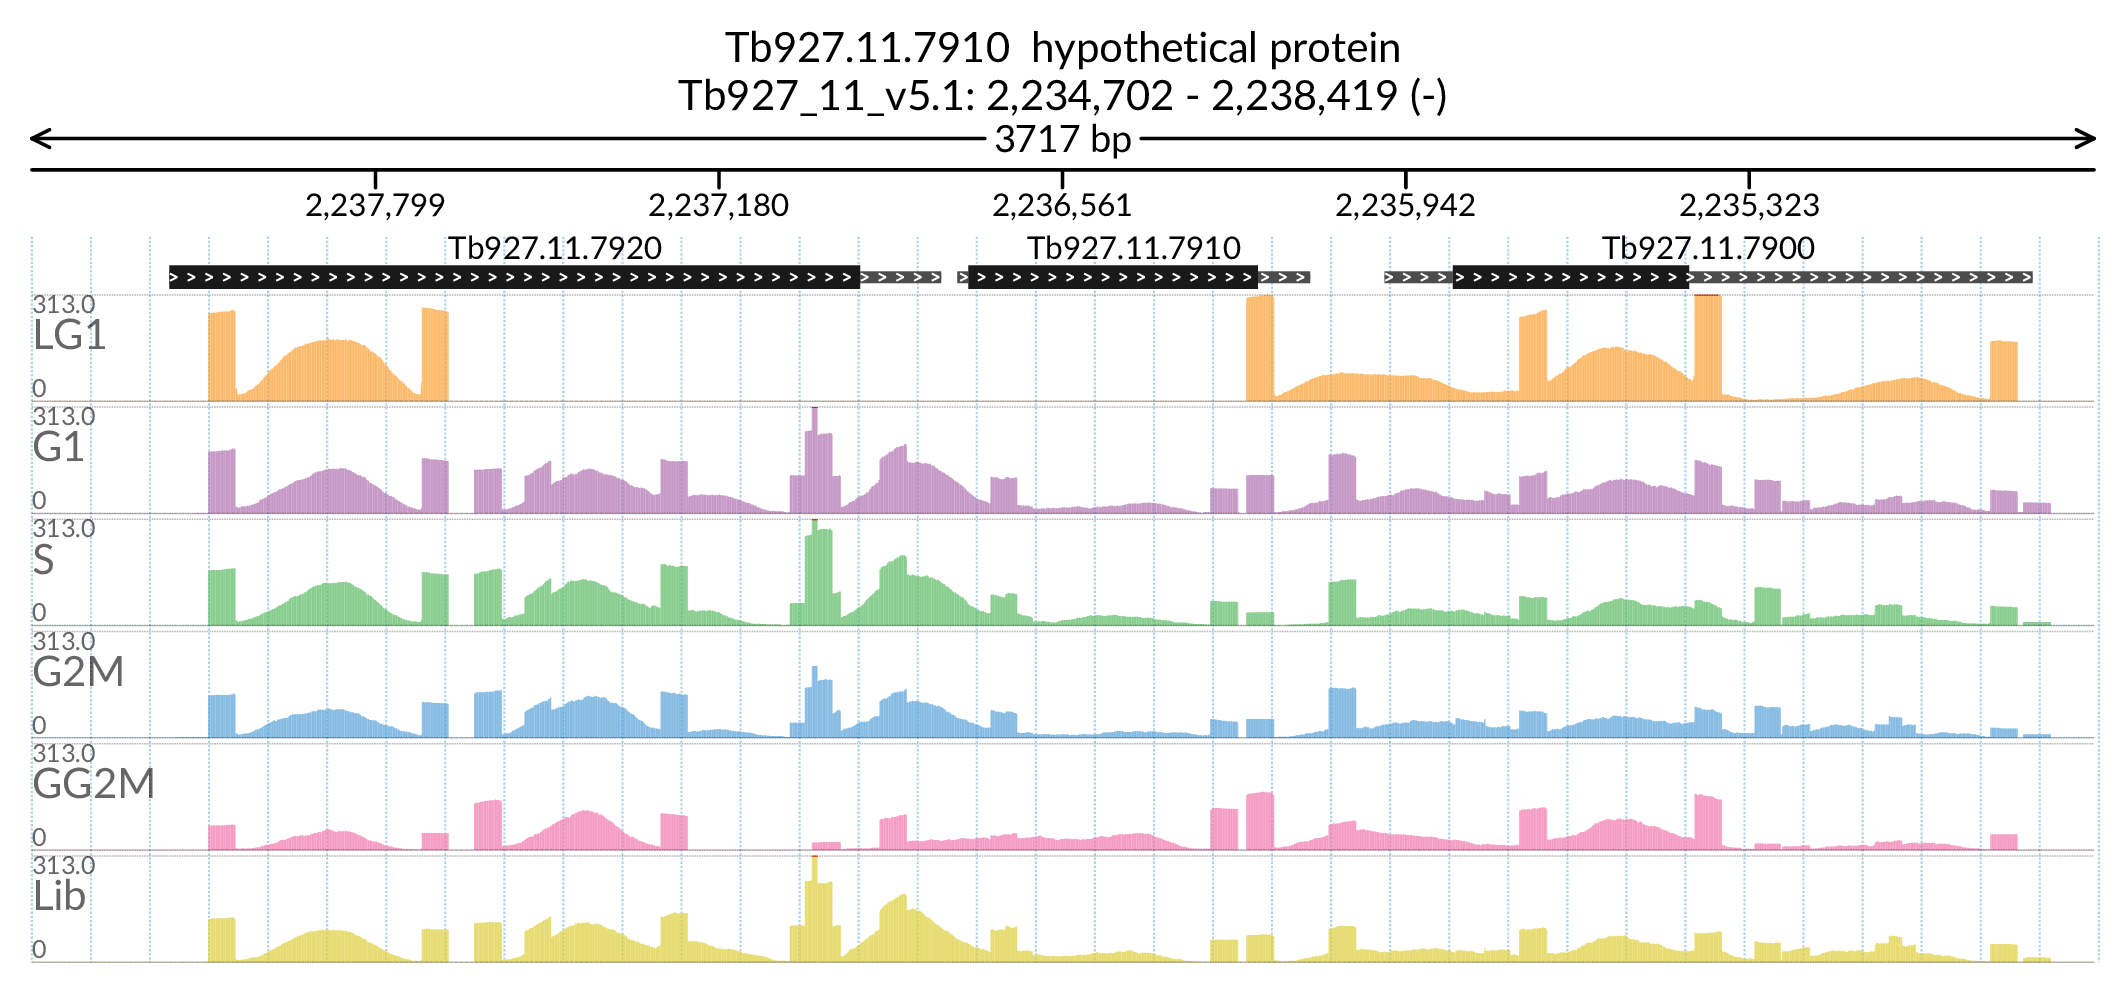 Tb927.11.7910  hypothetical protein
Tb927_11_v5.1: 2,234,702 - 2,238,419 (-)
3717 bp
2,237,799 2,237,180 2,236,561 2,235,942 2,235,323
Tb927.11.7920 Tb927.11.7910 Tb927.11.7900
313.0
LG1
0
313.0
G1
0
313.0
S
0
313.0
G2M
0
313.0
GG2M
0
313.0
Lib
0